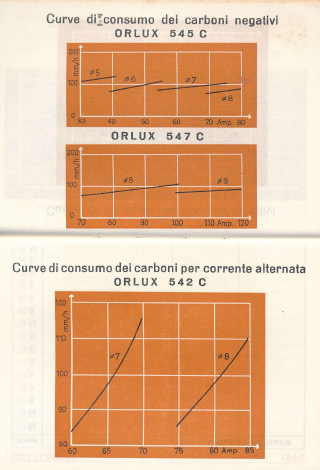 Curve di consumo dei carboni negativi
ORLUX 545 C
200
mm/h
100
0
ø5
ø6
ø7
ø8
30 40 50 60 70 Amp. 80
ORLUX 547 C
200
mm/h
100
0
ø8
ø9
70 80 90 100 110 Amp. 120
Curve di consumo dei carboni per corrente alternata
ORLUX 542 C
120
mm/h
110
100
90
80
ø7
ø8
60 65 70 75 80 Amp. 85